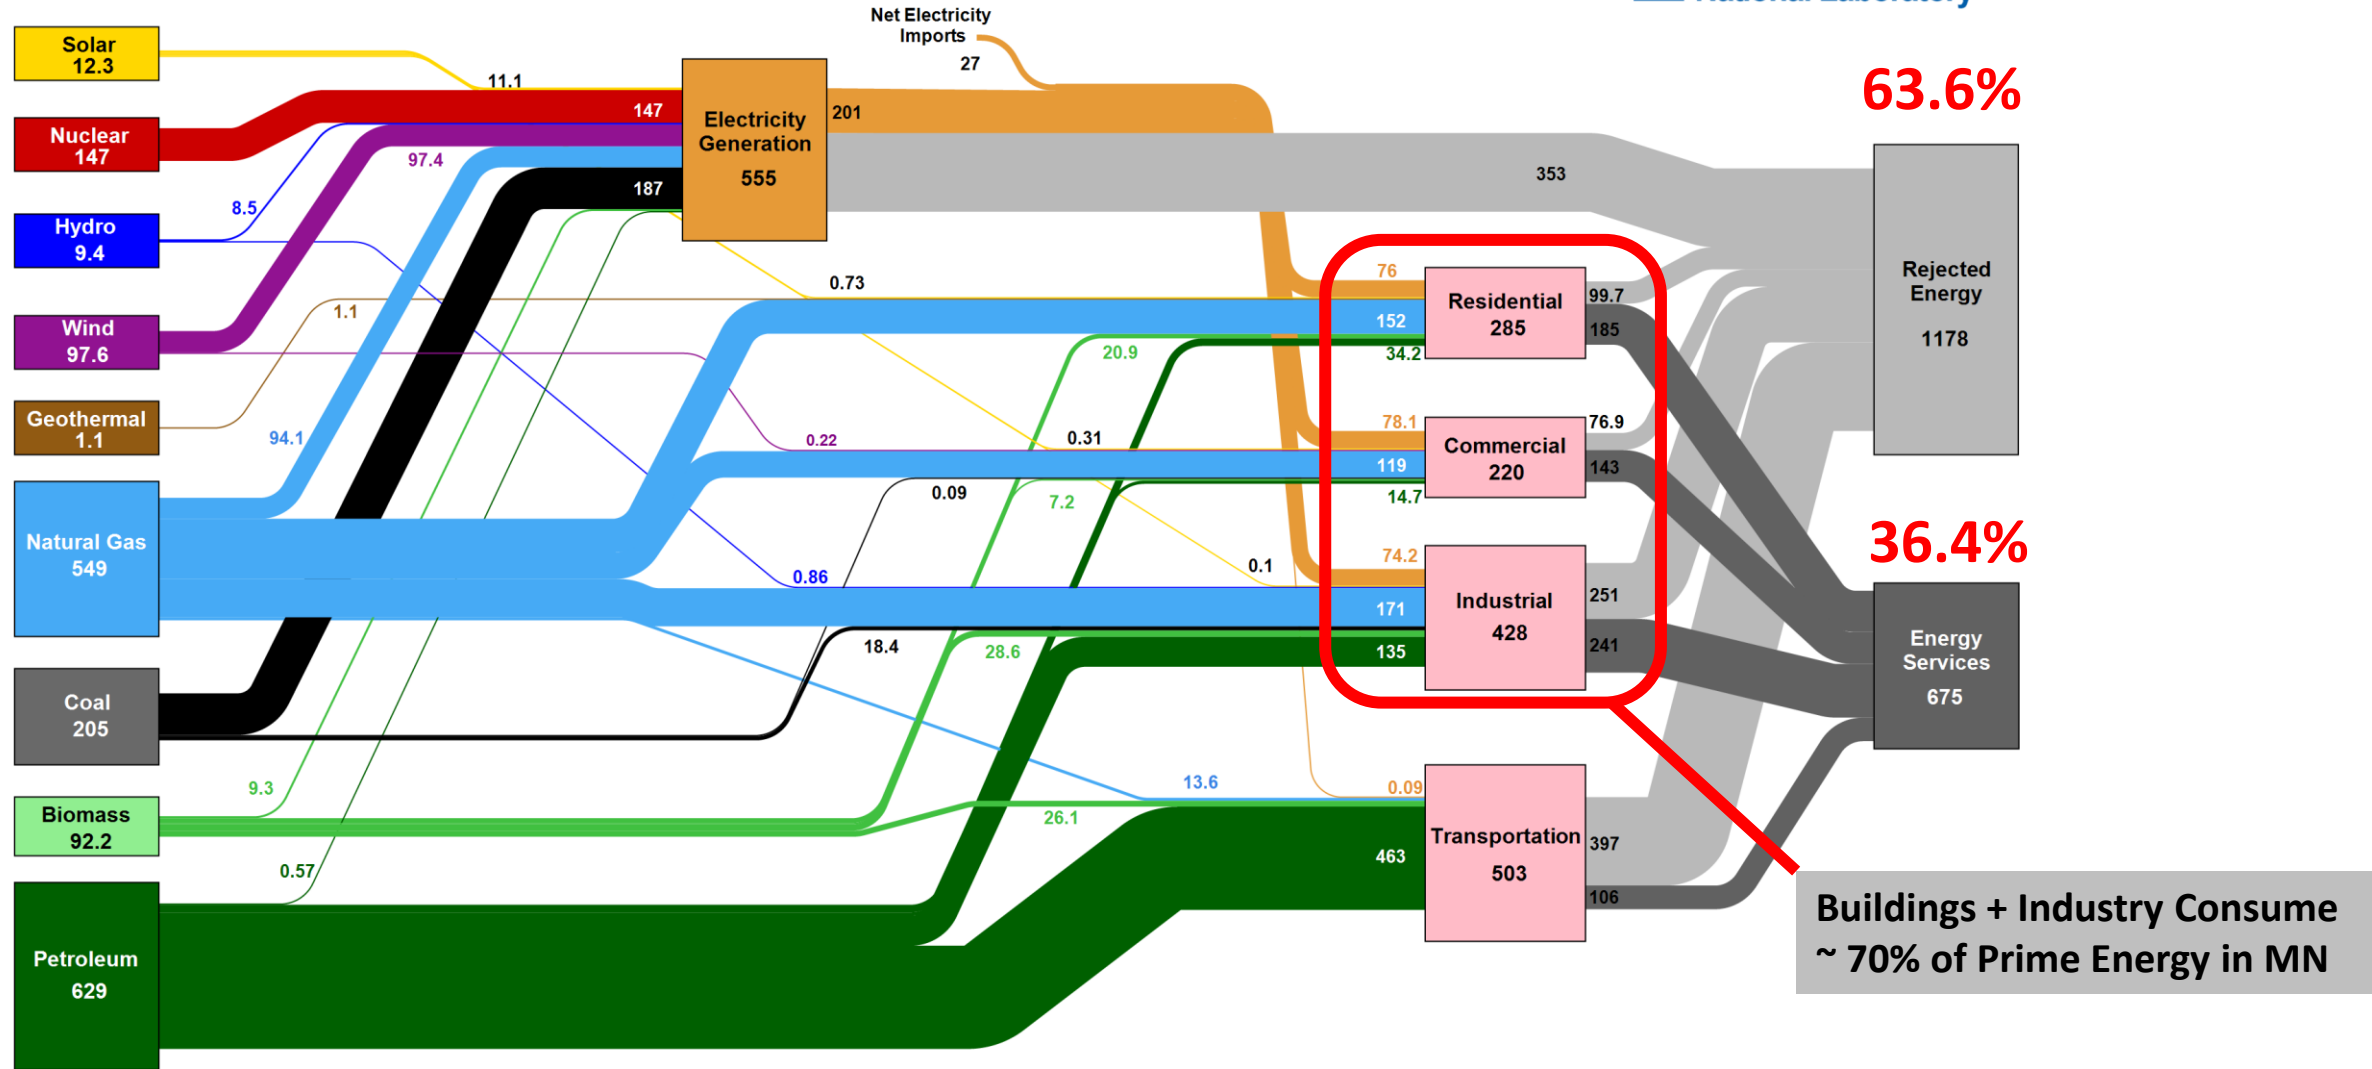 National Laboratory
Net Electricity
Imports
27
Solar
12.3
11.1
Nuclear
147
147
Hydro
9.4
8.5
97.4
Wind
97.6
Geothermal
1.1
1.1
94.1
Natural Gas
549
Coal
205
187
Biomass
92.2
9.3
Petroleum
629
0.57
Electricity
Generation
555
201
353
0.73
20.9
0.22
0.31
0.09
7.2
0.86
0.1
18.4
28.6
13.6
26.1
76
152
34.2
Residential
285
99.7
185
78.1
119
14.7
Commercial
220
76.9
143
74.2
171
135
Industrial
428
251
241
0.09
463
Transportation
503
397
106
63.6%
Rejected
Energy
1178
36.4%
Energy
Services
675
Buildings + Industry Consume
~ 70% of Prime Energy in MN